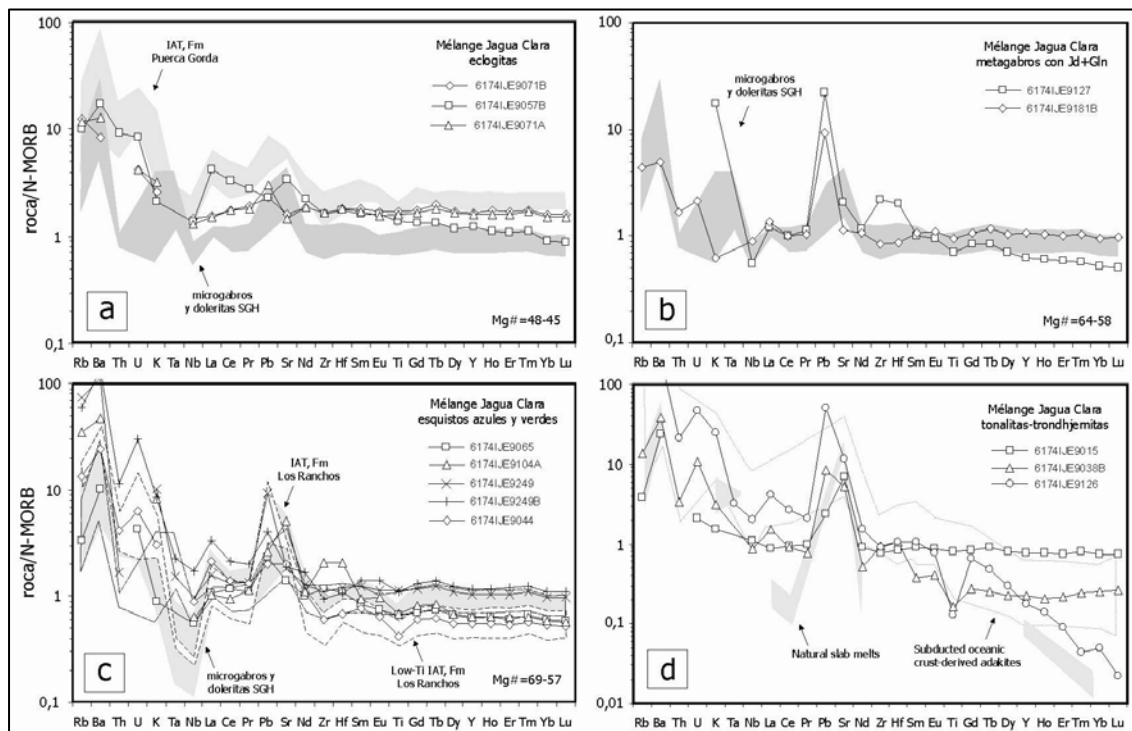 100
10
1
0,1
roca/N-MORB
IAT, Fm
Puerca Gorda
Mélange Jagua Clara
eclogitas
6174IJE9071B
6174IJE9057B
6174IJE9071A
microgabros
y doleritas SGH
a
Mg#=48-45
Rb Ba Th U K Ta Nb La Ce Pr Pb Sr Nd Zr Hf Sm Eu Ti Gd Tb Dy Y Ho Er Tm Yb Lu
100
10
1
0,1
Mélange Jagua Clara
metagabros con Jd+Gln
6174IJE9127
6174IJE9181B
microgabros
y doleritas SGH
b
Mg#=64-58
Rb Ba Th U K Ta Nb La Ce Pr Pb Sr Nd Zr Hf Sm Eu Ti Gd Tb Dy Y Ho Er Tm Yb Lu
100
10
1
0,1
roca/N-MORB
Mélange Jagua Clara
esquistos azules y verdes
6174IJE9065
6174IJE9104A
6174IJE9249
6174IJE9249B
6174IJE9044
IAT, Fm
Los Ranchos
microgabros y
doleritas SGH
Low-Ti IAT, Fm
Los Ranchos
c
Mg#=69-57
Rb Ba Th U K Ta Nb La Ce Pr Pb Sr Nd Zr Hf Sm Eu Ti Gd Tb Dy Y Ho Er Tm Yb Lu
100
10
1
0,1
0,01
Mélange Jagua Clara
tonalitas-trondhjemitas
6174IJE9015
6174IJE9038B
6174IJE9126
Natural slab melts
Subducted oceanic
crust-derived adakites
d
Rb Ba Th U K Ta Nb La Ce Pr Pb Sr Nd Zr Hf Sm Eu Ti Gd Tb Dy Y Ho Er Tm Yb Lu